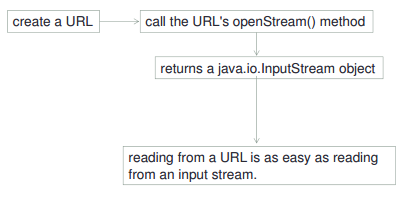 create a URL
call the URL's openStream() method
returns a java.io.InputStream object
reading from a URL is as easy as reading
from an input stream.